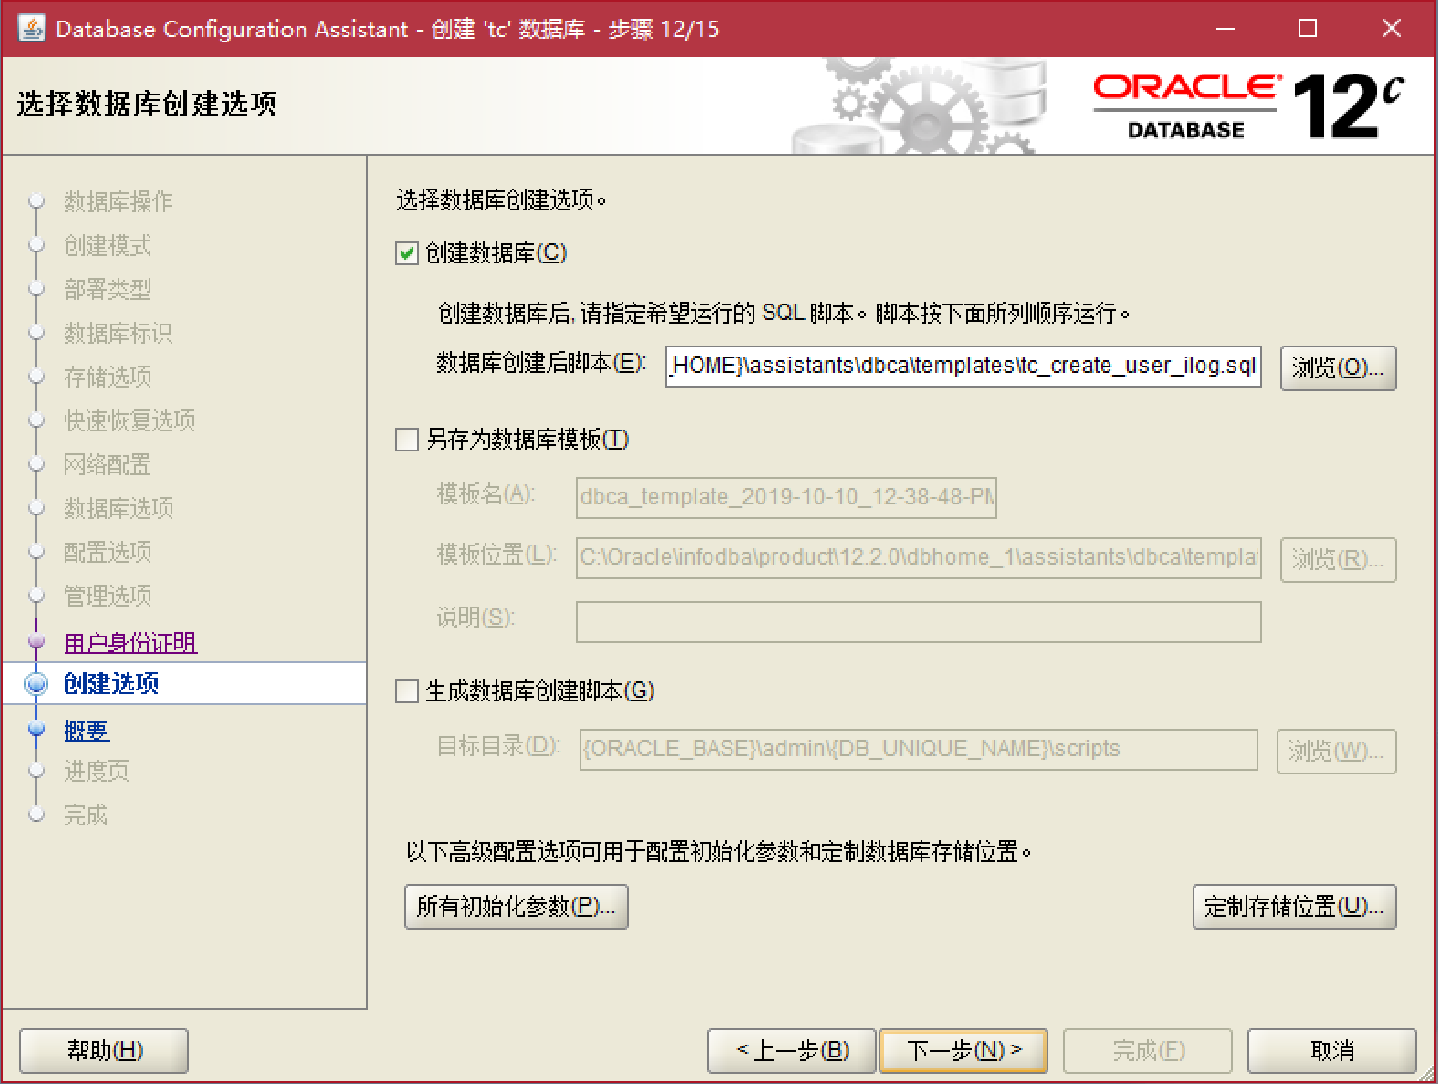 Database Configuration Assistant - 创建 'tc' 数据库 - 步骤 12/15
选择数据库创建选项
ORACLE
DATABASE
12c
数据库操作
创建模式
部署类型
数据库标识
存储选项
快速恢复选项
网络配置
数据库选项
配置选项
管理选项
用户身份证明
创建选项
概要
进度页
完成
选择数据库创建选项。
创建数据库(C)
创建数据库后, 请指定希望运行的 SQL 脚本。脚本按下面所列顺序运行。
数据库创建后脚本(E): _HOME}\assistants\dbca\templates\tc_create_user_ilog.sql 浏览(O)...
另存为数据库模板(T)
模板名(A): dbca_template_2019-10-10_12-38-48-PM
模板位置(L): C:\Oracle\infodba\product\12.2.0\dbhome_1\assistants\dbca\templa 浏览(R)...
说明(S):
生成数据库创建脚本(G)
目标目录(D): {ORACLE_BASE}\admin\{DB_UNIQUE_NAME}\scripts 浏览(W)...
以下高级配置选项可用于配置初始化参数和定制数据库存储位置。
所有初始化参数(P)... 定制存储位置(U)...
帮助(H) < 上一步(B) 下一步(N) > 完成(F) 取消